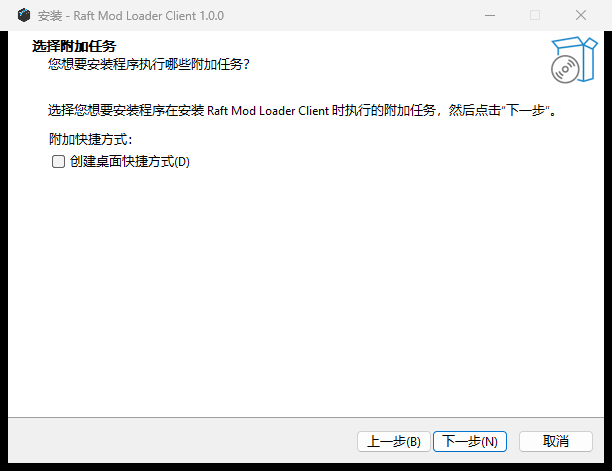 安装 - Raft Mod Loader Client 1.0.0
选择附加任务
您想要安装程序执行哪些附加任务?
选择您想要安装程序在安装 Raft Mod Loader Client 时执行的附加任务，然后点击"下一步"。
附加快捷方式:
创建桌面快捷方式(D)
上一步(B) 下一步(N) 取消